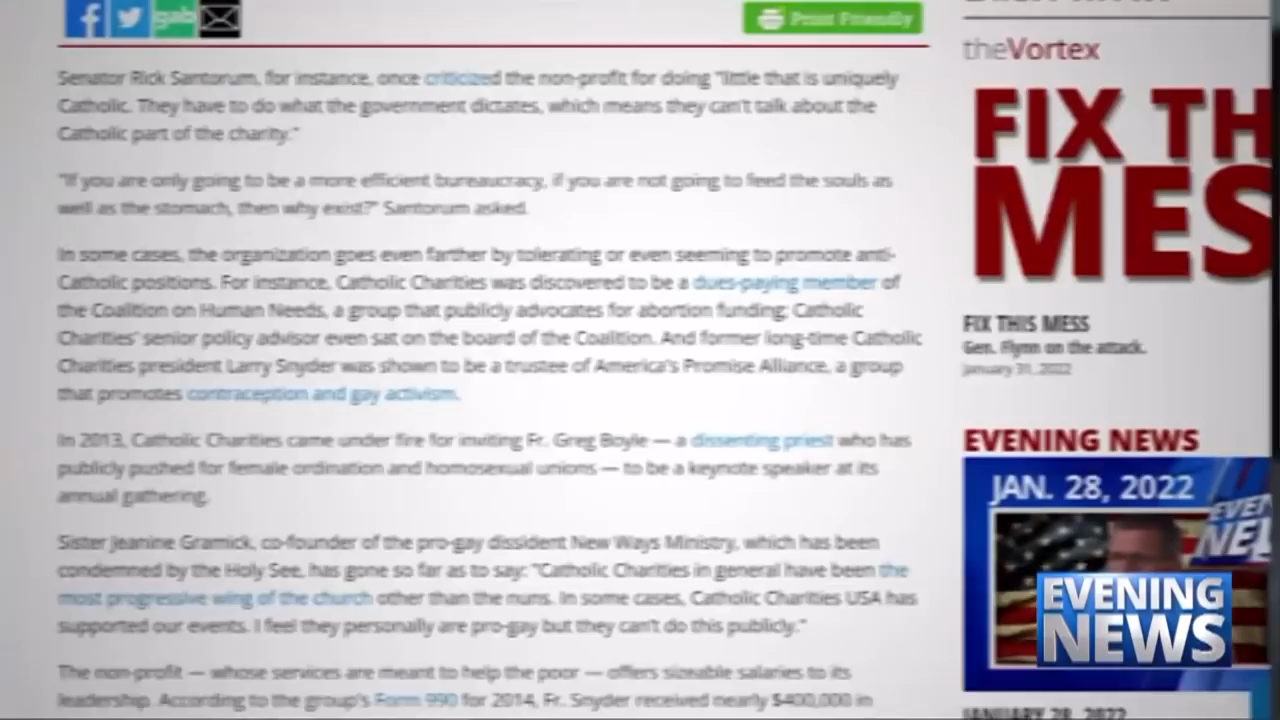 gab
Print Friendly
Senator Rick Santorum, for instance, once criticized the non-profit for doing "little that is uniquely
Catholic. They have to do what the government dictates, which means they can't talk about the
Catholic part of the charity."
"If you are only going to be a more efficient bureaucracy, if you are not going to feed the souls as
well as the stomach, then why exist?" Santorum asked.
In some cases, the organization goes even farther by tolerating or even seeming to promote anti-
Catholic positions. For instance, Catholic Charities was discovered to be a dues-paying member of
the Coalition on Human Needs, a group that publicly advocates for abortion funding; Catholic
Charities' senior policy advisor even sat on the board of the Coalition. And former long-time Catholic
Charities president Larry Snyder was shown to be a trustee of America's Promise Alliance, a group
that promotes contraception and gay activism.
In 2013, Catholic Charities came under fire for inviting Fr. Greg Boyle — a dissenting priest who has
publicly pushed for female ordination and homosexual unions — to be a keynote speaker at its
annual gathering.
Sister Jeanine Gramick, co-founder of the pro-gay dissident New Ways Ministry, which has been
condemned by the Holy See, has gone so far as to say: "Catholic Charities in general have been the
most progressive wing of the church other than the nuns. In some cases, Catholic Charities USA has
supported our events. I feel they personally are pro-gay but they can't do this publicly."
The non-profit — whose services are meant to help the poor — offers sizeable salaries to its
leadership. According to the group's Form 990 for 2014, Fr. Snyder received nearly $400,000 in
theVortex
FIX TH
MES
FIX THIS MESS
Gen. Flynn on the attack.
January 31, 2022
EVENING NEWS
JAN. 28, 2022
EVEN
NEL
EVENING
NEWS
JANUARY 28, 2022